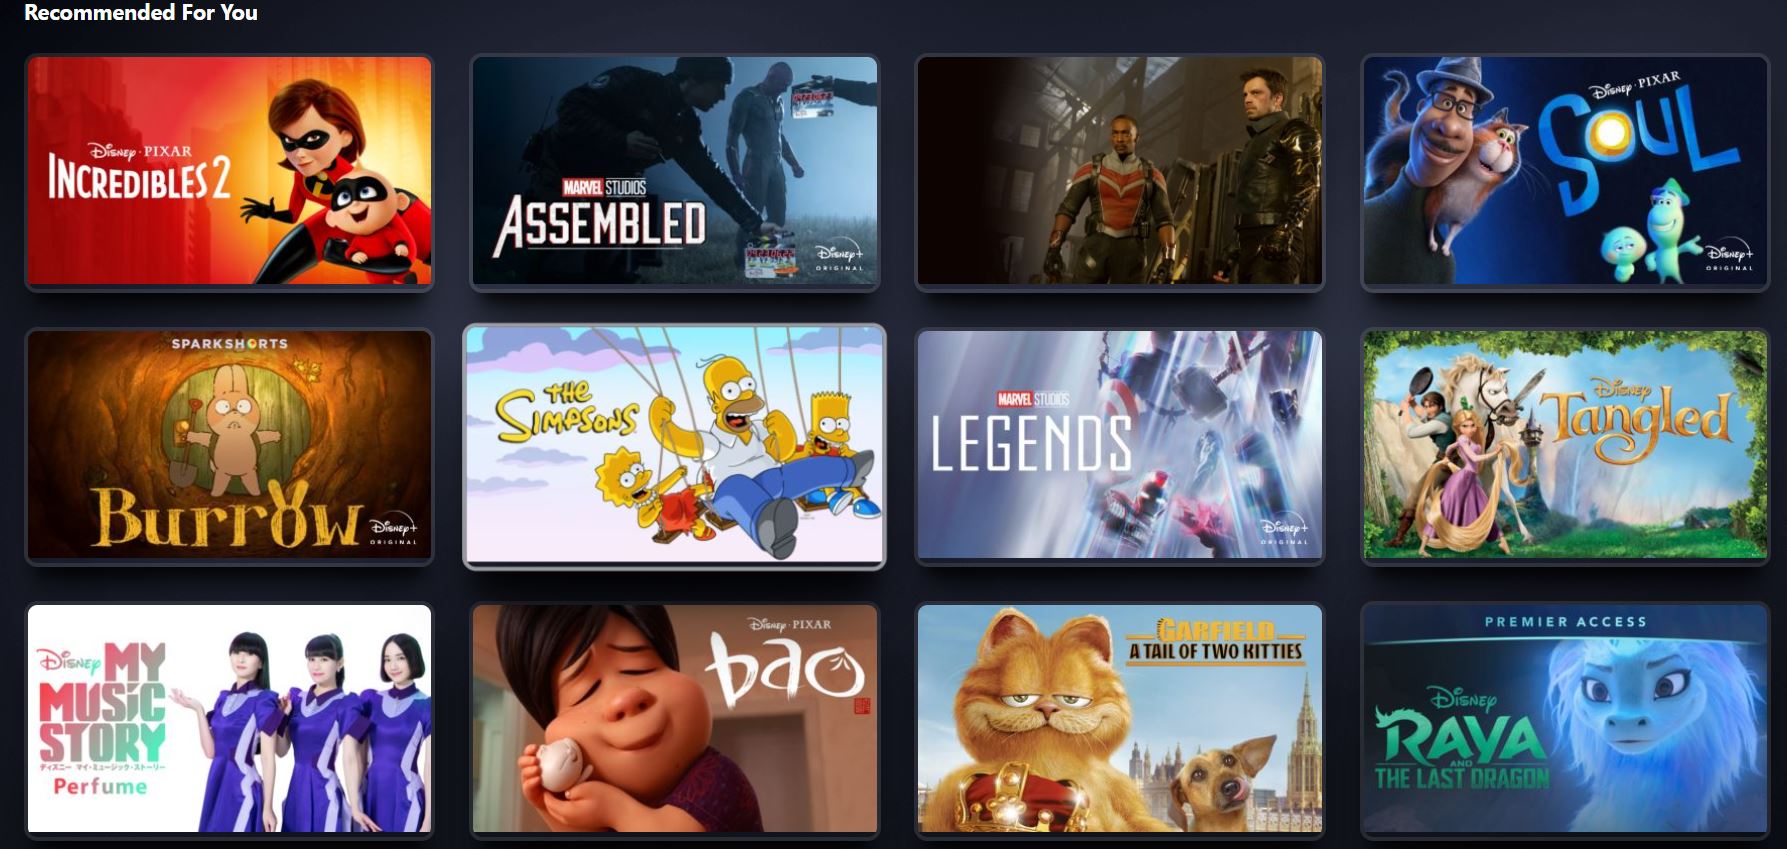 Recommended For You
Disney · PIXAR
INCREDIBLES 2
MARVEL STUDIOS
ASSEMBLED
Disney+
ORIGINAL
Disney · PIXAR
SOUL
Disney+
ORIGINAL
SPARKSHORTS
Burrow
Disney+
ORIGINAL
THE
SIMPSONS
MARVEL STUDIOS
LEGENDS
Disney+
ORIGINAL
Disney
Tangled
Disney MY
MUSIC
STORY
ディズニー マイ・ミュージック・ストーリー
Perfume
Disney · PIXAR
bao
GARFIELD
A TAIL OF TWO KITTIES
PREMIER ACCESS
Disney
RAYA
AND
THE LAST DRAGON